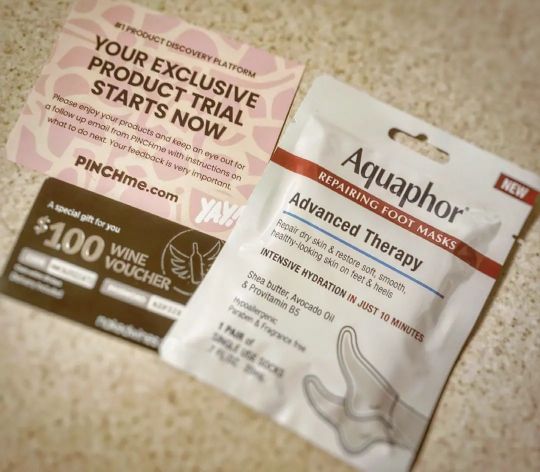 #1 PRODUCT DISCOVERY PLATFORM
YOUR EXCLUSIVE
PRODUCT TRIAL
STARTS NOW
Please enjoy your products and keep an eye out for
a follow up email from PINCHme with instructions on
what to do next. Your feedback is very important.
PINCHme.com
YAY!
A special gift for you
$100 WINE
VOUCHER
Aquaphor
REPAIRING FOOT MASKS
NEW
Advanced Therapy
Repair dry skin & restore soft, smooth,
healthy-looking skin on feet & heels
INTENSIVE HYDRATION IN JUST 10 MINUTES
Shea butter, Avocado Oil
& Provitamin B5
Hypoallergenic
Paraben & Fragrance free
1 PAIR OF
SINGLE USE SOCKS